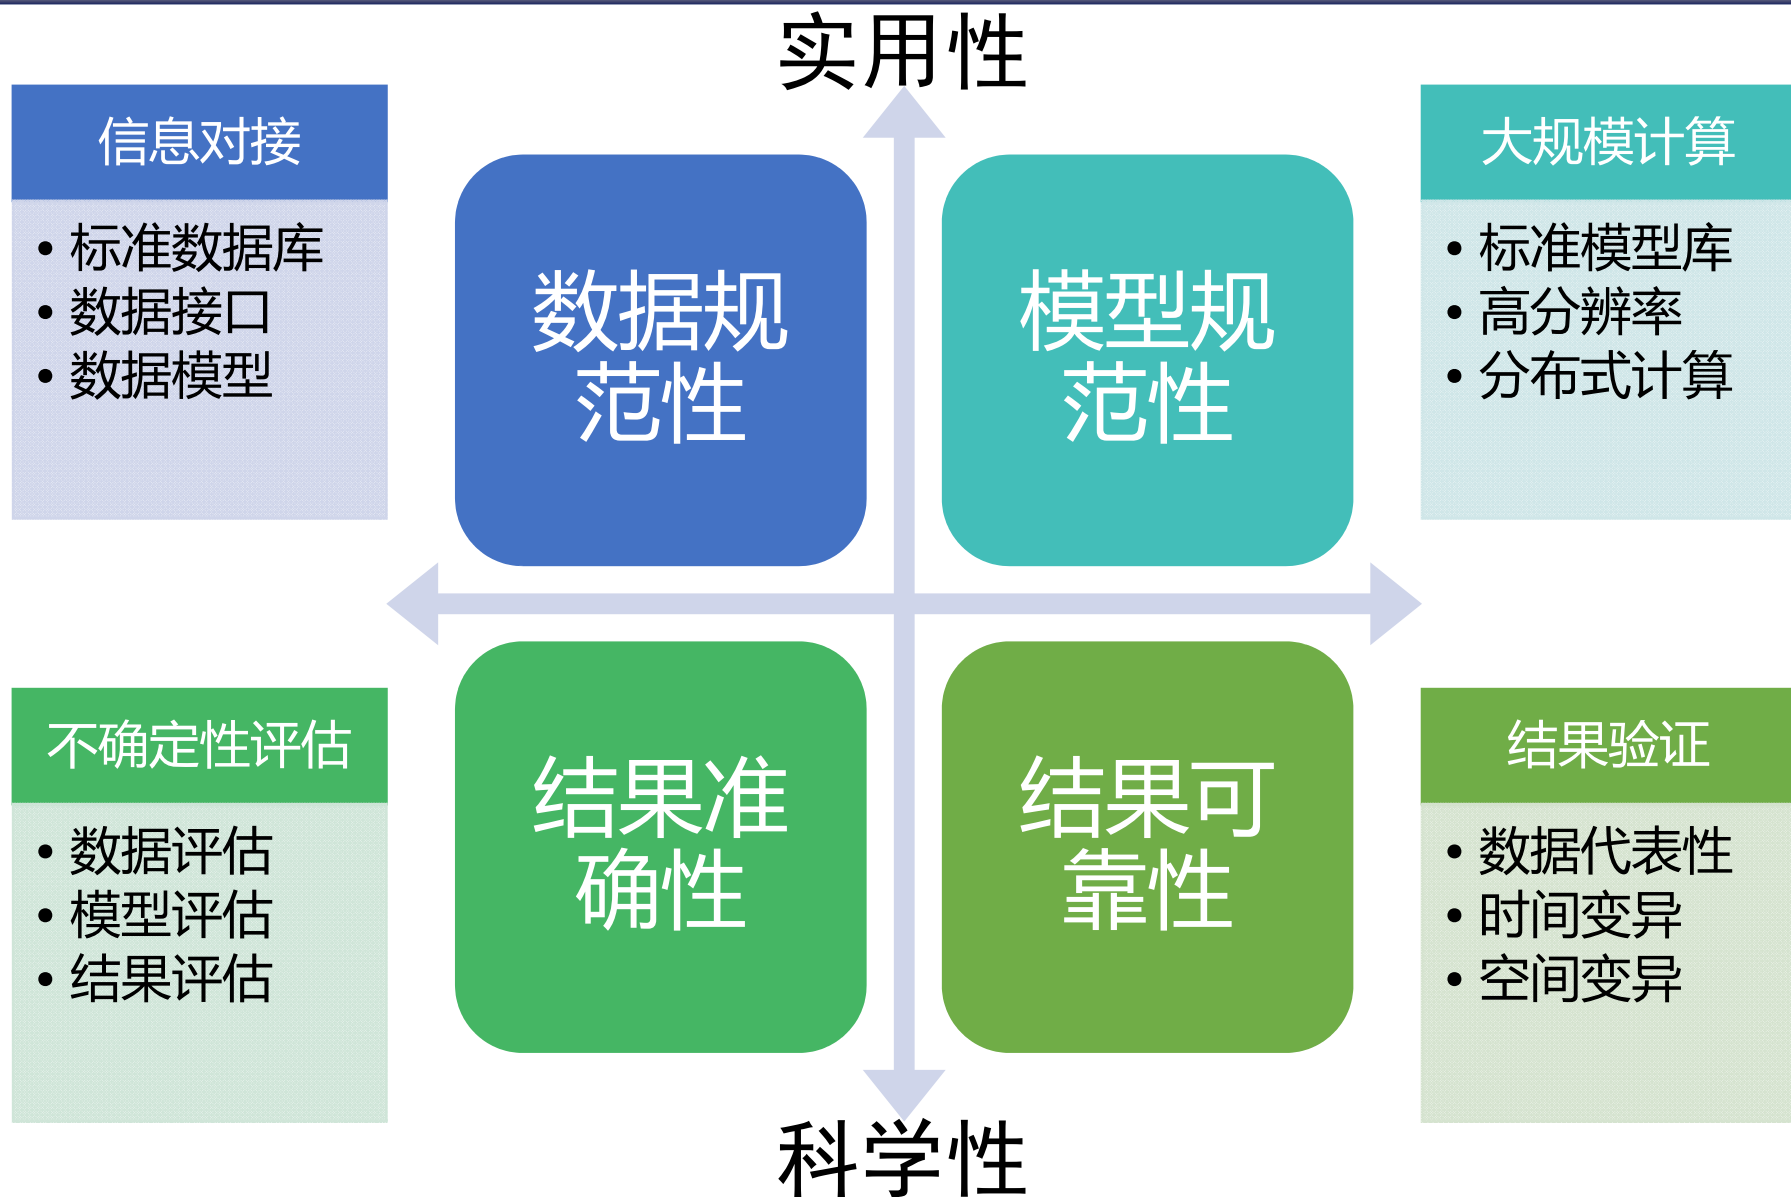 实用性
信息对接
• 标准数据库
• 数据接口
• 数据模型
数据规
范性
模型规
范性
大规模计算
• 标准模型库
• 高分辨率
• 分布式计算
不确定性评估
• 数据评估
• 模型评估
• 结果评估
结果准
确性
结果可
靠性
结果验证
• 数据代表性
• 时间变异
• 空间变异
科学性